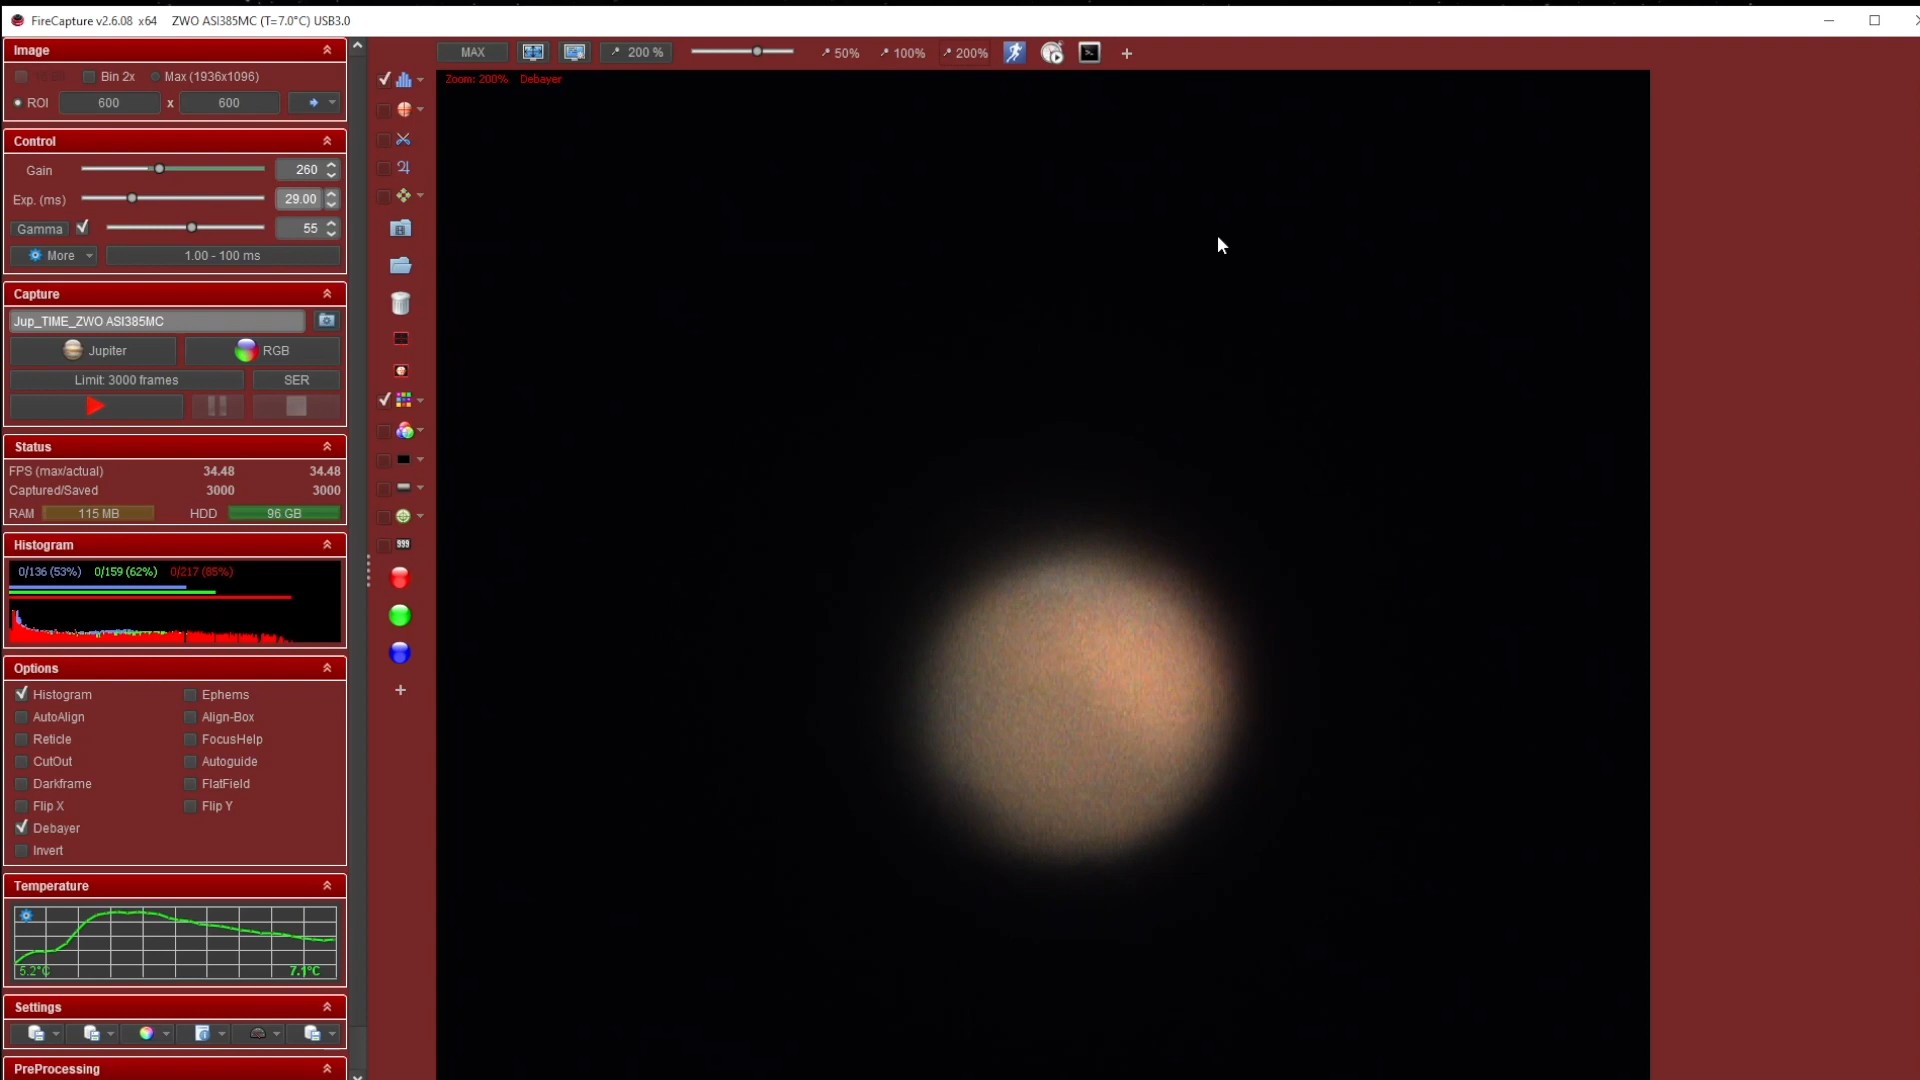 FireCapture v2.6.08 x64 ZWO ASI385MC (T=7.0°C) USB3.0
Image
Bin 2x Max (1936x1096)
ROI 600 x 600
Control
Gain 260
Exp. (ms) 29.00
Gamma 55
More 1.00 - 100 ms
Capture
Jup_TIME_ZWO ASI385MC
Jupiter RGB
Limit: 3000 frames SER
Status
FPS (max/actual) 34.48 34.48
Captured/Saved 3000 3000
RAM 115 MB HDD 96 GB
Histogram
0/136 (53%) 0/159 (62%) 0/217 (85%)
Options
Histogram Ephems
AutoAlign Align-Box
Reticle FocusHelp
CutOut Autoguide
Darkframe FlatField
Flip X Flip Y
Debayer
Invert
Temperature
5.2°C 7.1°C
Settings
PreProcessing
MAX 200 % 50% 100% 200%
Zoom: 200% Debayer
999